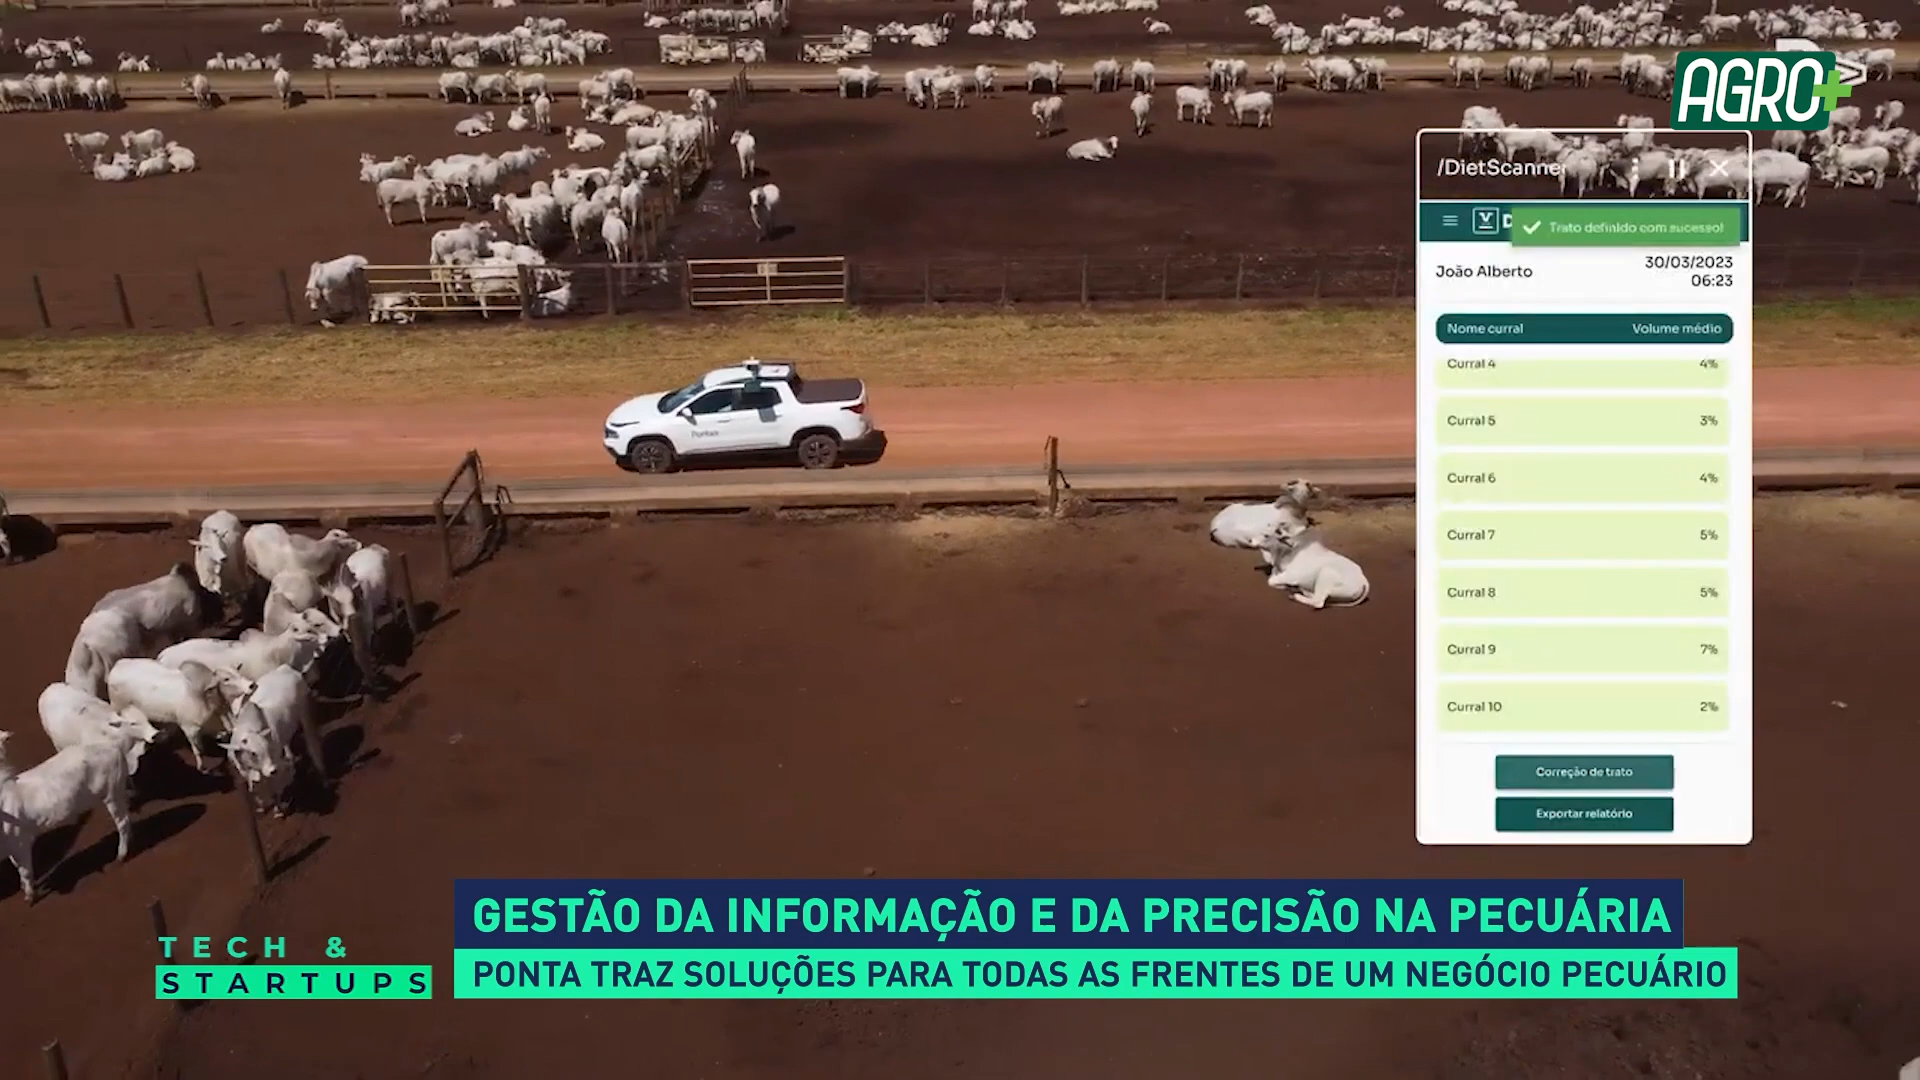 AGRO+
/DietScanner
Trato definido com sucesso!
João Alberto
30/03/2023
06:23
Nome curral Volume médio
Curral 4 4%
Curral 5 3%
Curral 6 4%
Curral 7 5%
Curral 8 5%
Curral 9 7%
Curral 10 2%
Correção de trato
Exportar relatório
Ponta
GESTÃO DA INFORMAÇÃO E DA PRECISÃO NA PECUÁRIA
PONTA TRAZ SOLUÇÕES PARA TODAS AS FRENTES DE UM NEGÓCIO PECUÁRIO
TECH &
STARTUPS